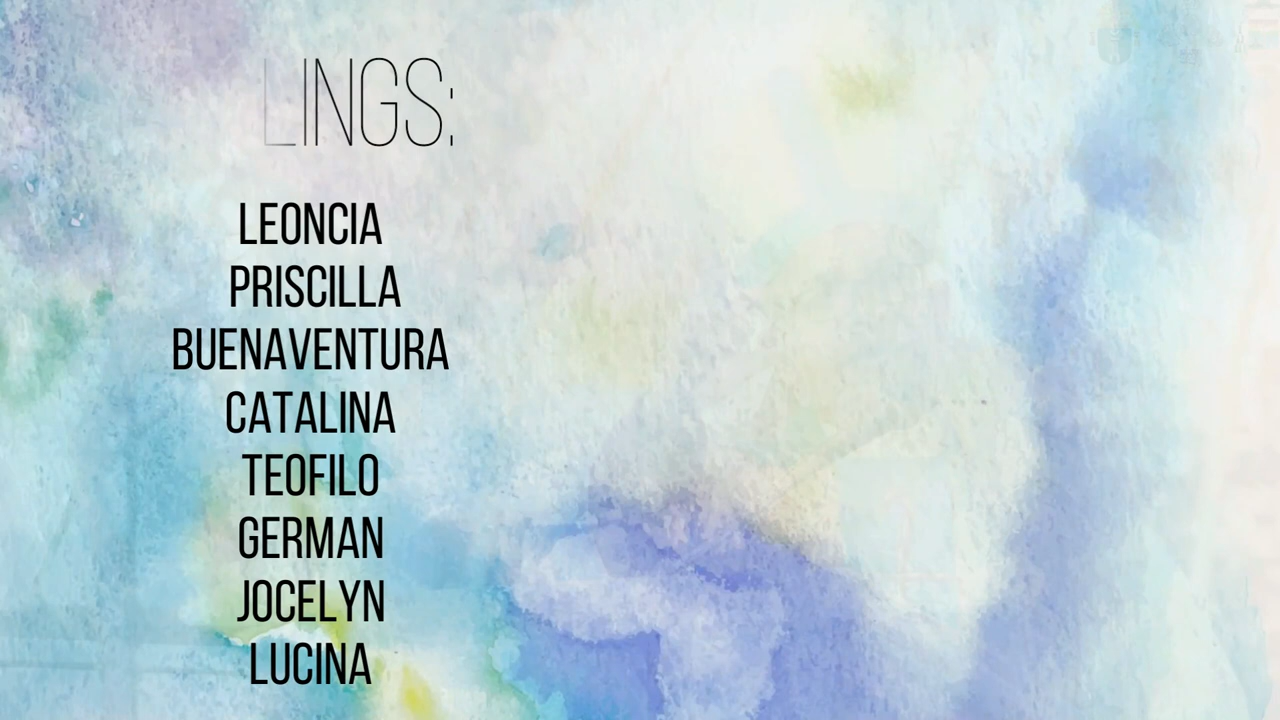 LINGS:
LEONCIA
PRISCILLA
BUENAVENTURA
CATALINA
TEOFILO
GERMAN
JOCELYN
LUCINA